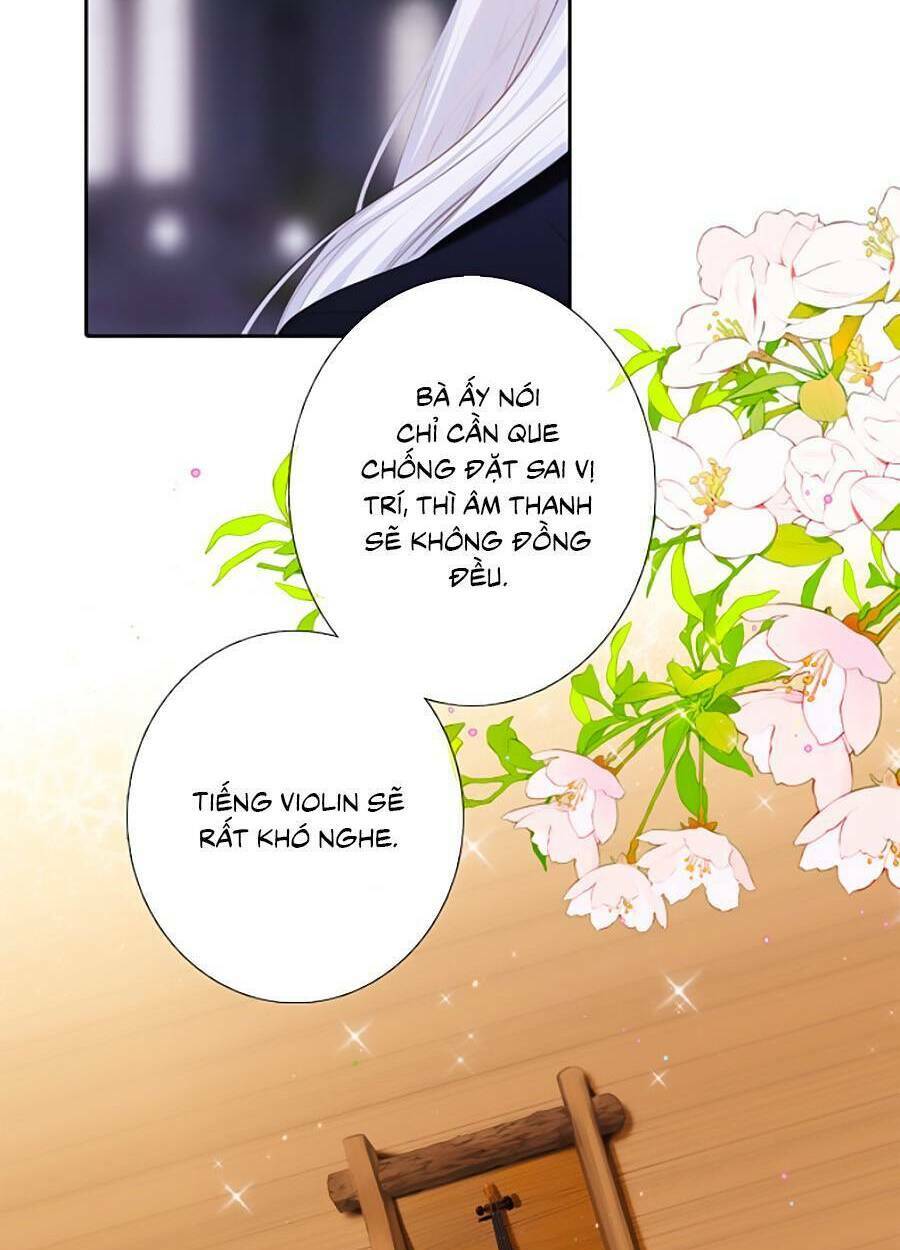 BÀ ẤY NÓI
CHỈ CẦN QUE
CHỐNG ĐẶT SAI VỊ
TRÍ, THÌ ÂM THANH
SẼ KHÔNG ĐỒNG
ĐỀU.
TIẾNG VIOLIN SẼ
RẤT KHÓ NGHE.